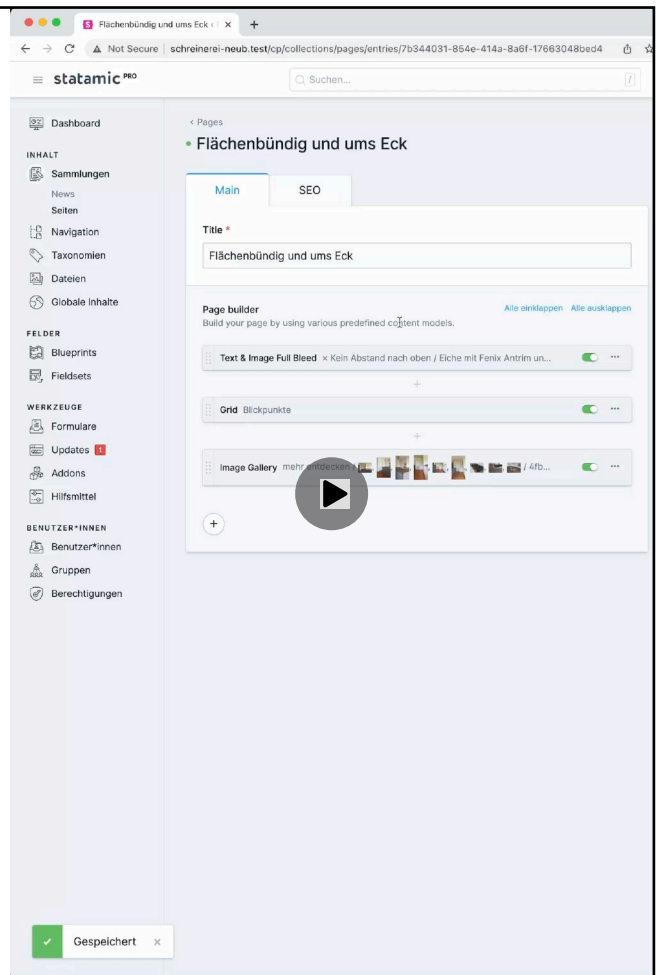 Flächenbündig und ums Eck
Not Secure
schreinerei-neub.test/cp/collections/pages/entries/7b344031-854e-414a-8a6f-17663048bed4
statamic PRO
Suchen...
[/]
Dashboard
INHALT
Sammlungen
News
Seiten
Navigation
Taxonomien
Dateien
Globale Inhalte
FELDER
Blueprints
Fieldsets
WERKZEUGE
Formulare
Updates 1
Addons
Hilfsmittel
BENUTZER*INNEN
Benutzer*innen
Gruppen
Berechtigungen
‹ Pages
Flächenbündig und ums Eck
Main
SEO
Title *
Flächenbündig und ums Eck
Page builder
Alle einklappen Alle ausklappen
Build your page by using various predefined content models.
Text & Image Full Bleed × Kein Abstand nach oben / Eiche mit Fenix Antrim un...
Grid Blickpunkte
Image Gallery mehr entdecken / / 4fb...
Gespeichert